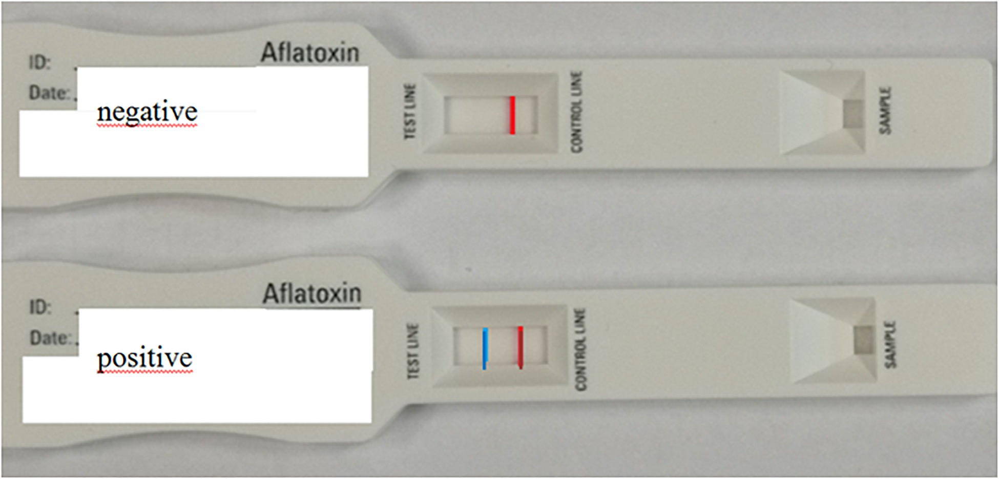 Aflatoxin
ID:
Date:
negative
TEST LINE
CONTROL LINE
SAMPLE
Aflatoxin
ID:
Date:
positive
TEST LINE
CONTROL LINE
SAMPLE